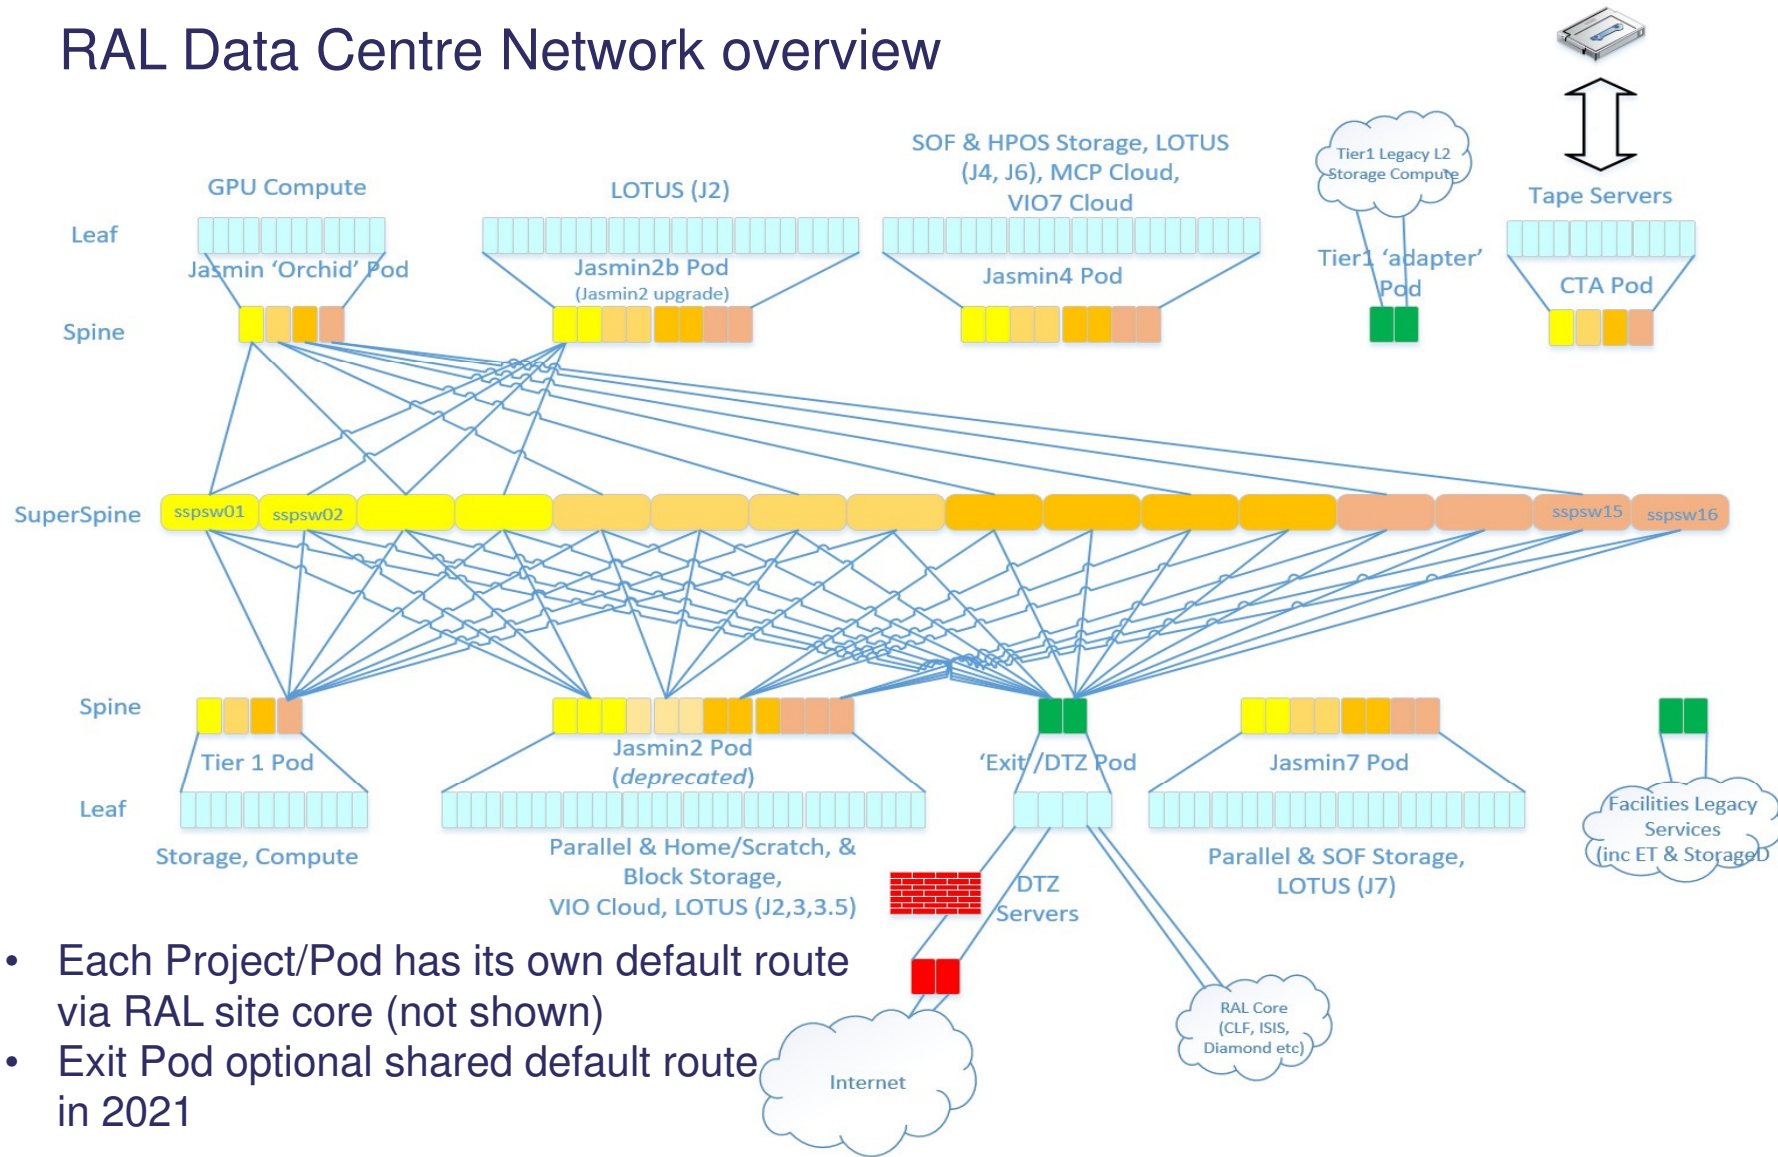 RAL Data Centre Network overview
GPU Compute
LOTUS (J2)
SOF & HPOS Storage, LOTUS
(J4, J6), MCP Cloud,
VIO7 Cloud
Tier1 Legacy L2
Storage Compute
Tape Servers
Leaf
Jasmin ‘Orchid’ Pod
Jasmin2b Pod
(Jasmin2 upgrade)
Jasmin4 Pod
Tier1 ‘adapter’
Pod
CTA Pod
Spine
SuperSpine
sspsw01
sspsw02
sspsw15
sspsw16
Spine
Tier 1 Pod
Jasmin2 Pod
(deprecated)
‘Exit’/DTZ Pod
Jasmin7 Pod
Leaf
Storage, Compute
Parallel & Home/Scratch, &
Block Storage,
VIO Cloud, LOTUS (J2,3,3.5)
DTZ
Servers
Parallel & SOF Storage,
LOTUS (J7)
Facilities Legacy
Services
(inc ET & StorageD
• Each Project/Pod has its own default route
via RAL site core (not shown)
• Exit Pod optional shared default route
in 2021
Internet
RAL Core
(CLF, ISIS,
Diamond etc)